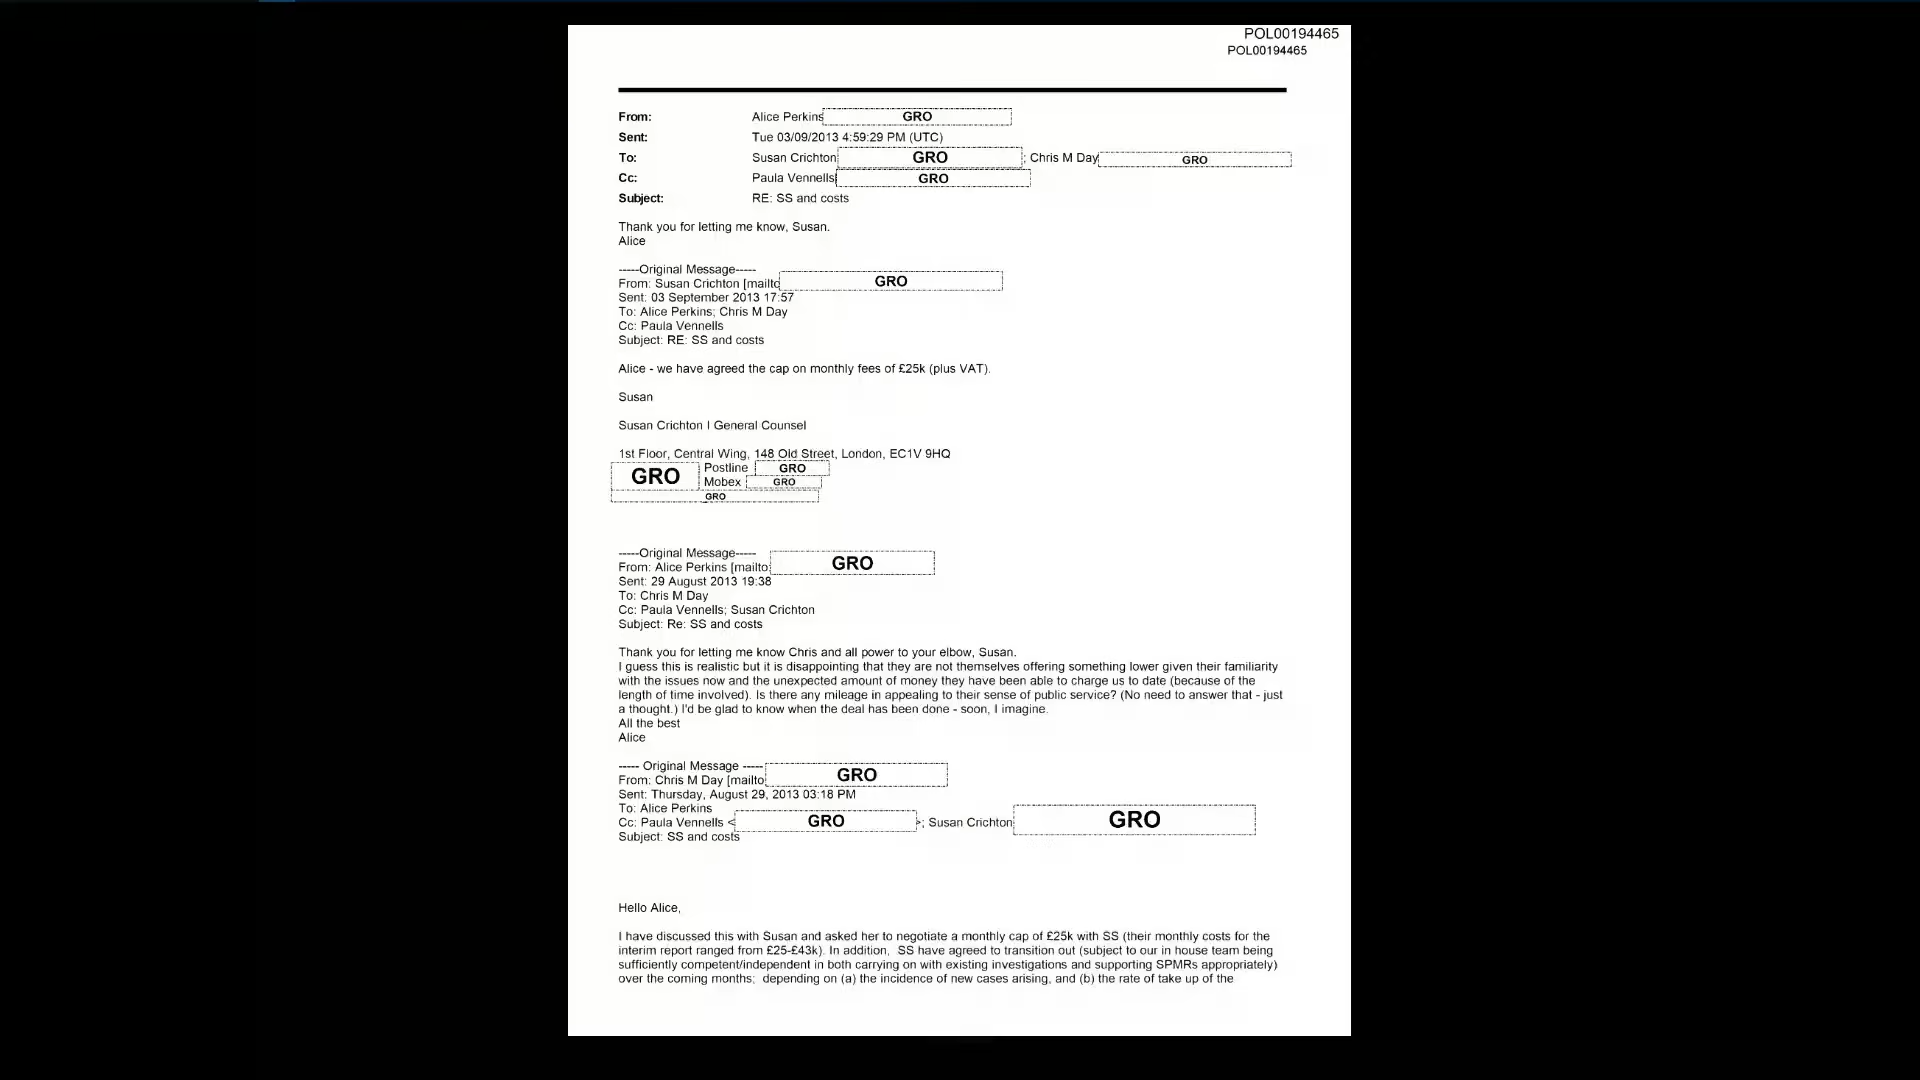 POL00194465
POL00194465
From: Alice Perkins GRO
Sent: Tue 03/09/2013 4:59:29 PM (UTC)
To: Susan Crichton GRO ; Chris M Day GRO
Cc: Paula Vennells GRO
Subject: RE: SS and costs
Thank you for letting me know, Susan.
Alice
-----Original Message-----
From: Susan Crichton [mailto GRO
Sent: 03 September 2013 17:57
To: Alice Perkins; Chris M Day
Cc: Paula Vennells
Subject: RE: SS and costs
Alice - we have agreed the cap on monthly fees of £25k (plus VAT).
Susan
Susan Crichton I General Counsel
1st Floor, Central Wing, 148 Old Street, London, EC1V 9HQ
GRO Postline GRO
Mobex GRO
GRO
-----Original Message-----
From: Alice Perkins [mailto: GRO
Sent: 29 August 2013 19:38
To: Chris M Day
Cc: Paula Vennells; Susan Crichton
Subject: Re: SS and costs
Thank you for letting me know Chris and all power to your elbow, Susan.
I guess this is realistic but it is disappointing that they are not themselves offering something lower given their familiarity
with the issues now and the unexpected amount of money they have been able to charge us to date (because of the
length of time involved). Is there any mileage in appealing to their sense of public service? (No need to answer that - just
a thought.) I'd be glad to know when the deal has been done - soon, I imagine.
All the best
Alice
----- Original Message -----
From: Chris M Day [mailto GRO
Sent: Thursday, August 29, 2013 03:18 PM
To: Alice Perkins
Cc: Paula Vennells < GRO >; Susan Crichton GRO
Subject: SS and costs
Hello Alice,
I have discussed this with Susan and asked her to negotiate a monthly cap of £25k with SS (their monthly costs for the
interim report ranged from £25-£43k). In addition, SS have agreed to transition out (subject to our in house team being
sufficiently competent/independent in both carrying on with existing investigations and supporting SPMRs appropriately)
over the coming months; depending on (a) the incidence of new cases arising, and (b) the rate of take up of the